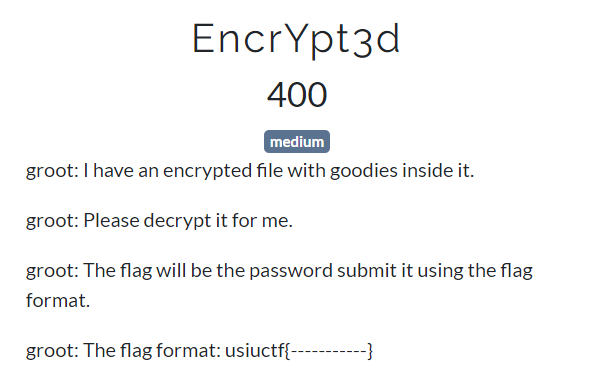 EncrYpt3d
400
medium
groot: I have an encrypted file with goodies inside it.
groot: Please decrypt it for me.
groot: The flag will be the password submit it using the flag
format.
groot: The flag format: usiuctf{-----------}